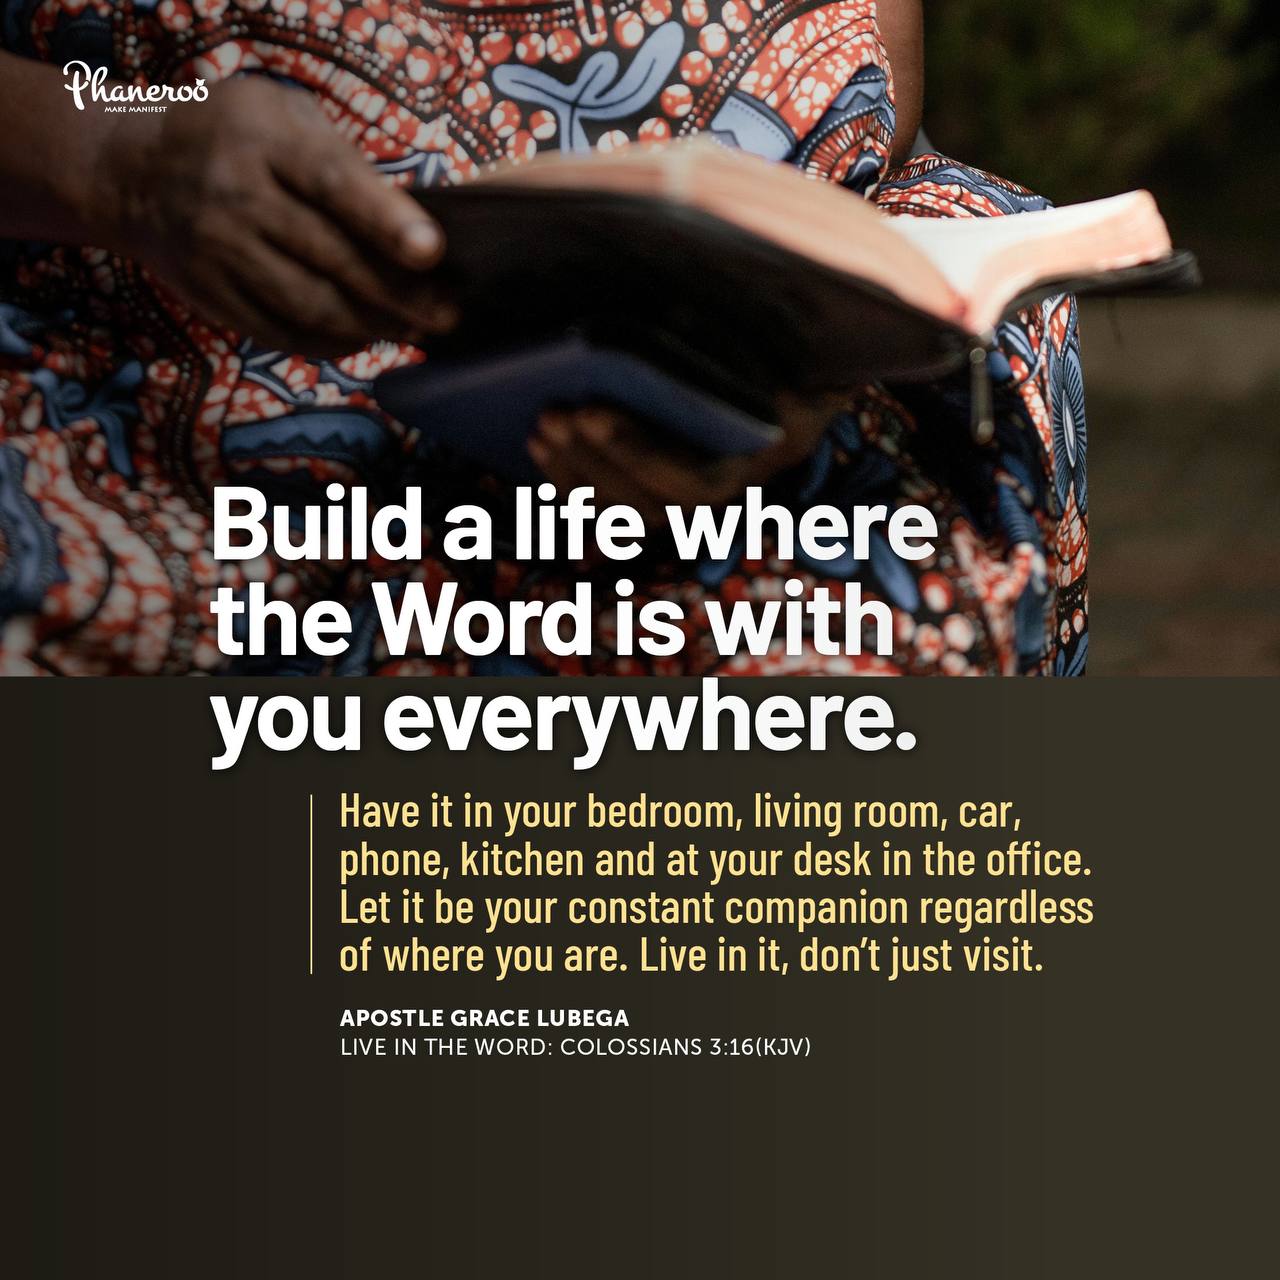 Phaneroo
MAKE MANIFEST
Build a life where
the Word is with
you everywhere.
Have it in your bedroom, living room, car,
phone, kitchen and at your desk in the office.
Let it be your constant companion regardless
of where you are. Live in it, don’t just visit.
APOSTLE GRACE LUBEGA
LIVE IN THE WORD: COLOSSIANS 3:16(KJV)